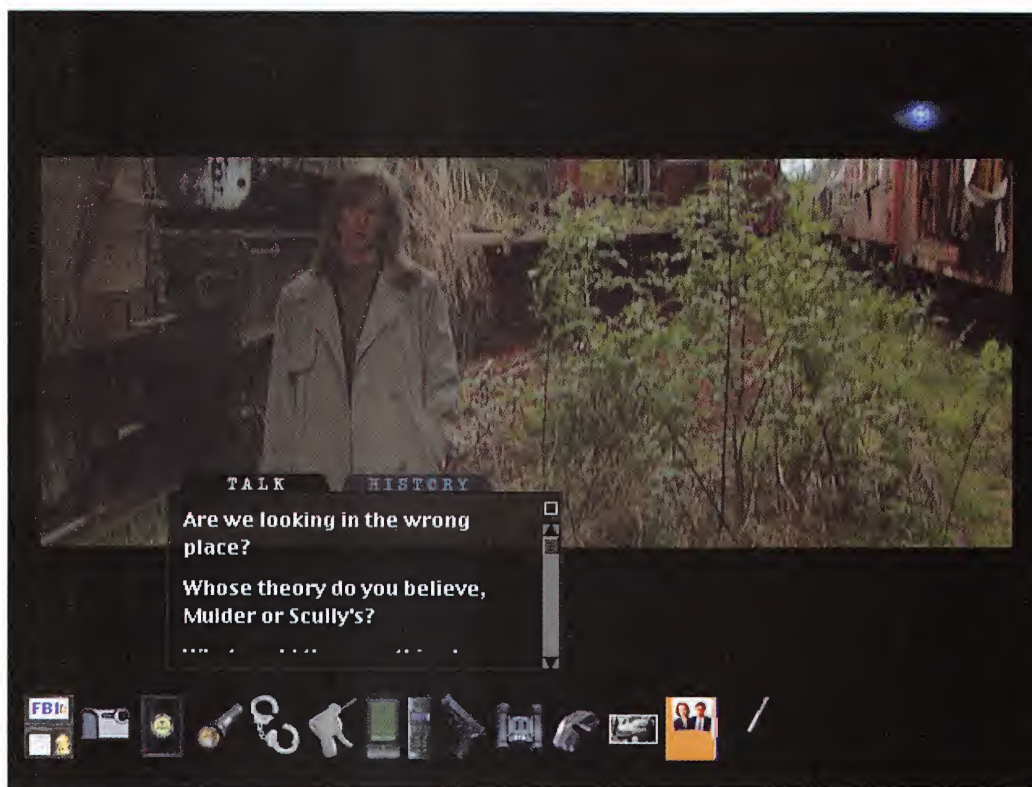 TALK HISTORY
Are we looking in the wrong
place?
Whose theory do you believe,
Mulder or Scully's?
FBI